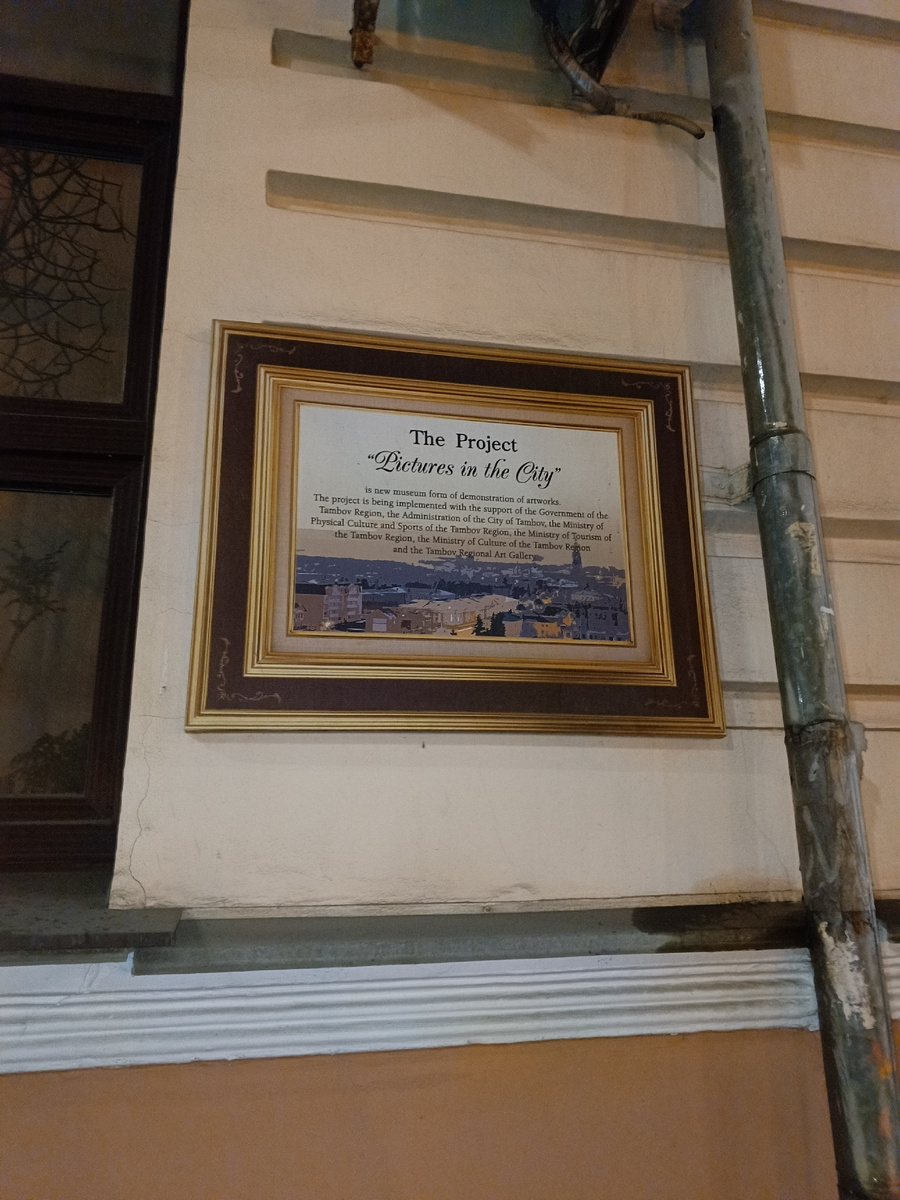 The Project
“Pictures in the City”
is new museum form of demonstration of artworks.
The project is being implemented with the support of the Government of the
Tambov Region, the Administration of the City of Tambov, the Ministry of
Physical Culture and Sports of the Tambov Region, the Ministry of Tourism of
the Tambov Region, the Ministry of Culture of the Tambov Region
and the Tambov Regional Art Gallery.